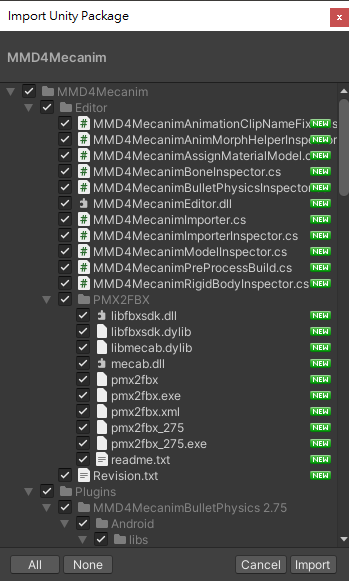 Import Unity Package
x
MMD4Mecanim
MMD4Mecanim
Editor
MMD4MecanimAnimationClipNameFix NEW s
MMD4MecanimAnimMorphHelperInspector NEW
MMD4MecanimAssignMaterialModel.c NEW
MMD4MecanimBoneInspector.cs NEW
MMD4MecanimBulletPhysicsInspector NEW
MMD4MecanimEditor.dll NEW
MMD4MecanimImporter.cs NEW
MMD4MecanimImporterInspector.cs NEW
MMD4MecanimModelInspector.cs NEW
MMD4MecanimPreProcessBuild.cs NEW
MMD4MecanimRigidBodyInspector.cs NEW
PMX2FBX
libfbxsdk.dll NEW
libfbxsdk.dylib NEW
libmecab.dylib NEW
mecab.dll NEW
pmx2fbx NEW
pmx2fbx.exe NEW
pmx2fbx.xml NEW
pmx2fbx_275 NEW
pmx2fbx_275.exe NEW
readme.txt NEW
Revision.txt NEW
Plugins
MMD4MecanimBulletPhysics 2.75
Android
libs
All None Cancel Import